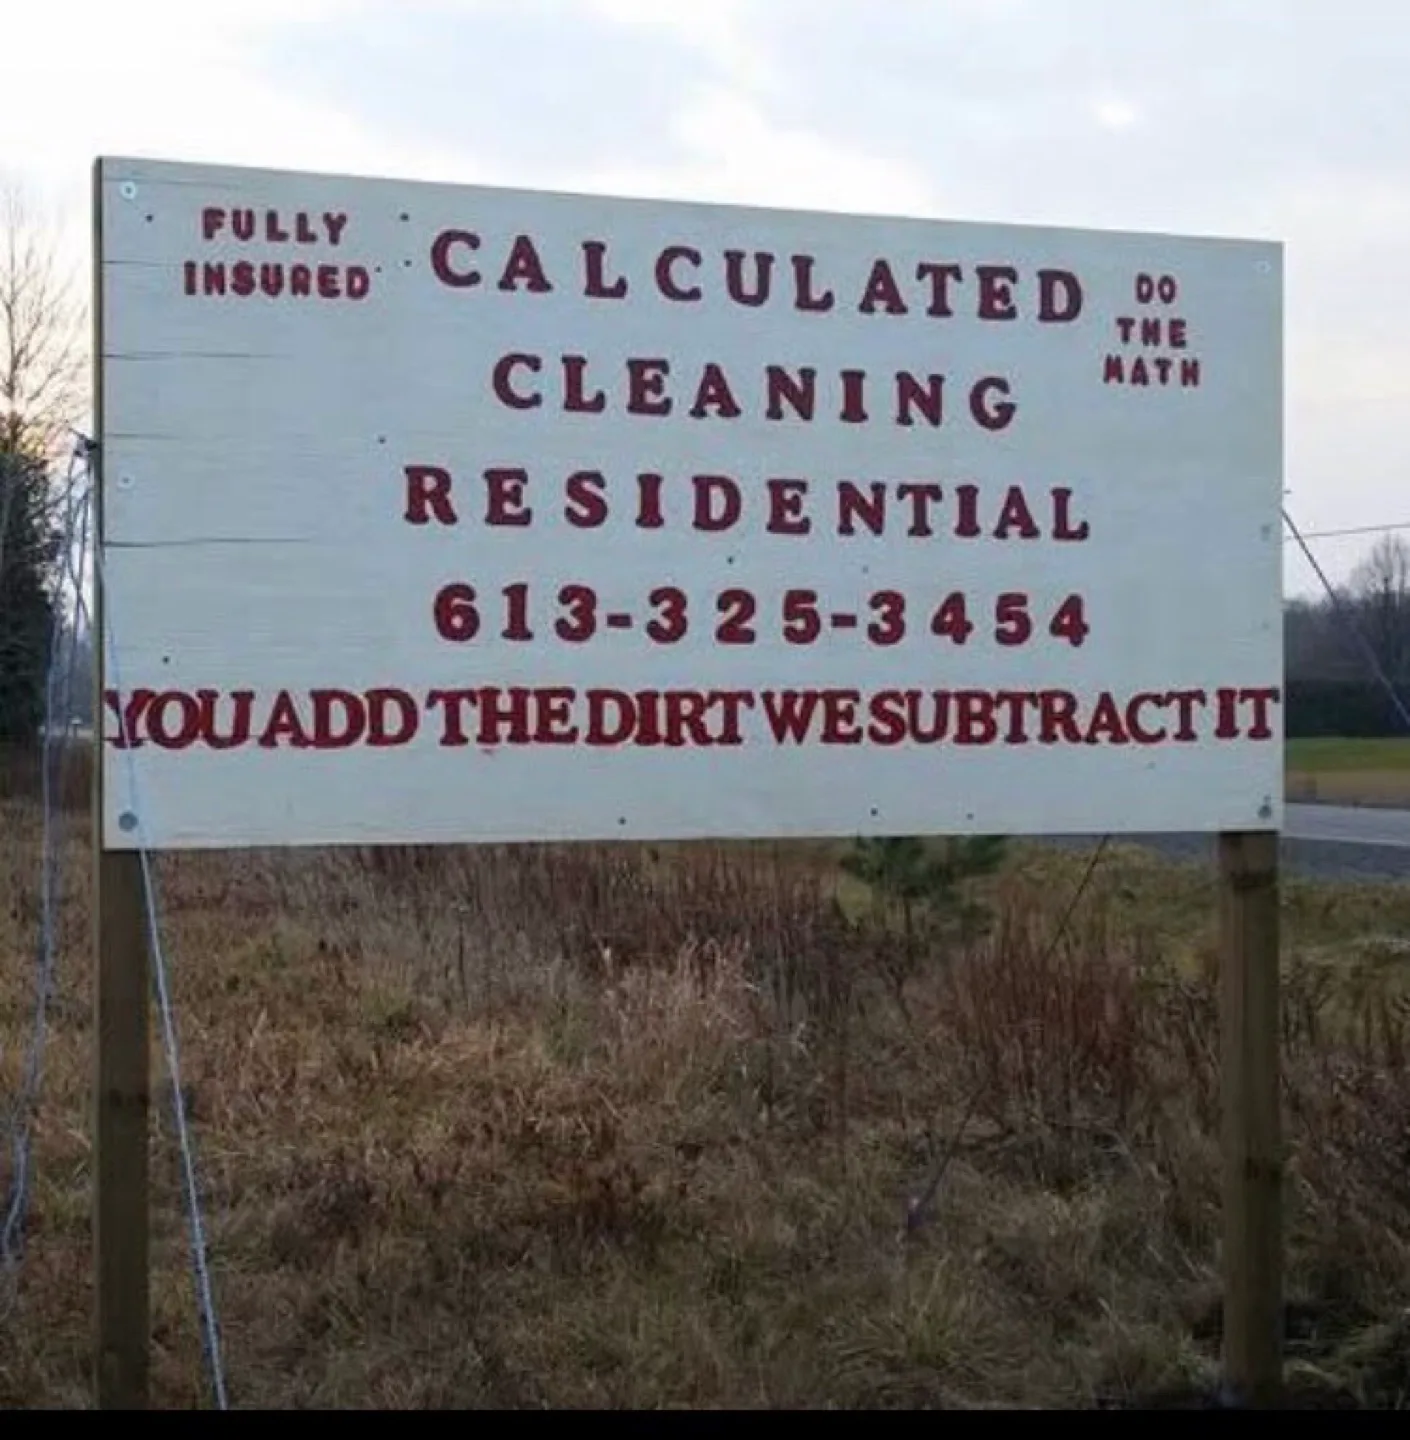 FULLY
INSURED
CALCULATED
DO
THE
MATH
CLEANING
RESIDENTIAL
613-325-3454
YOU ADD THE DIRT WE SUBTRACT IT